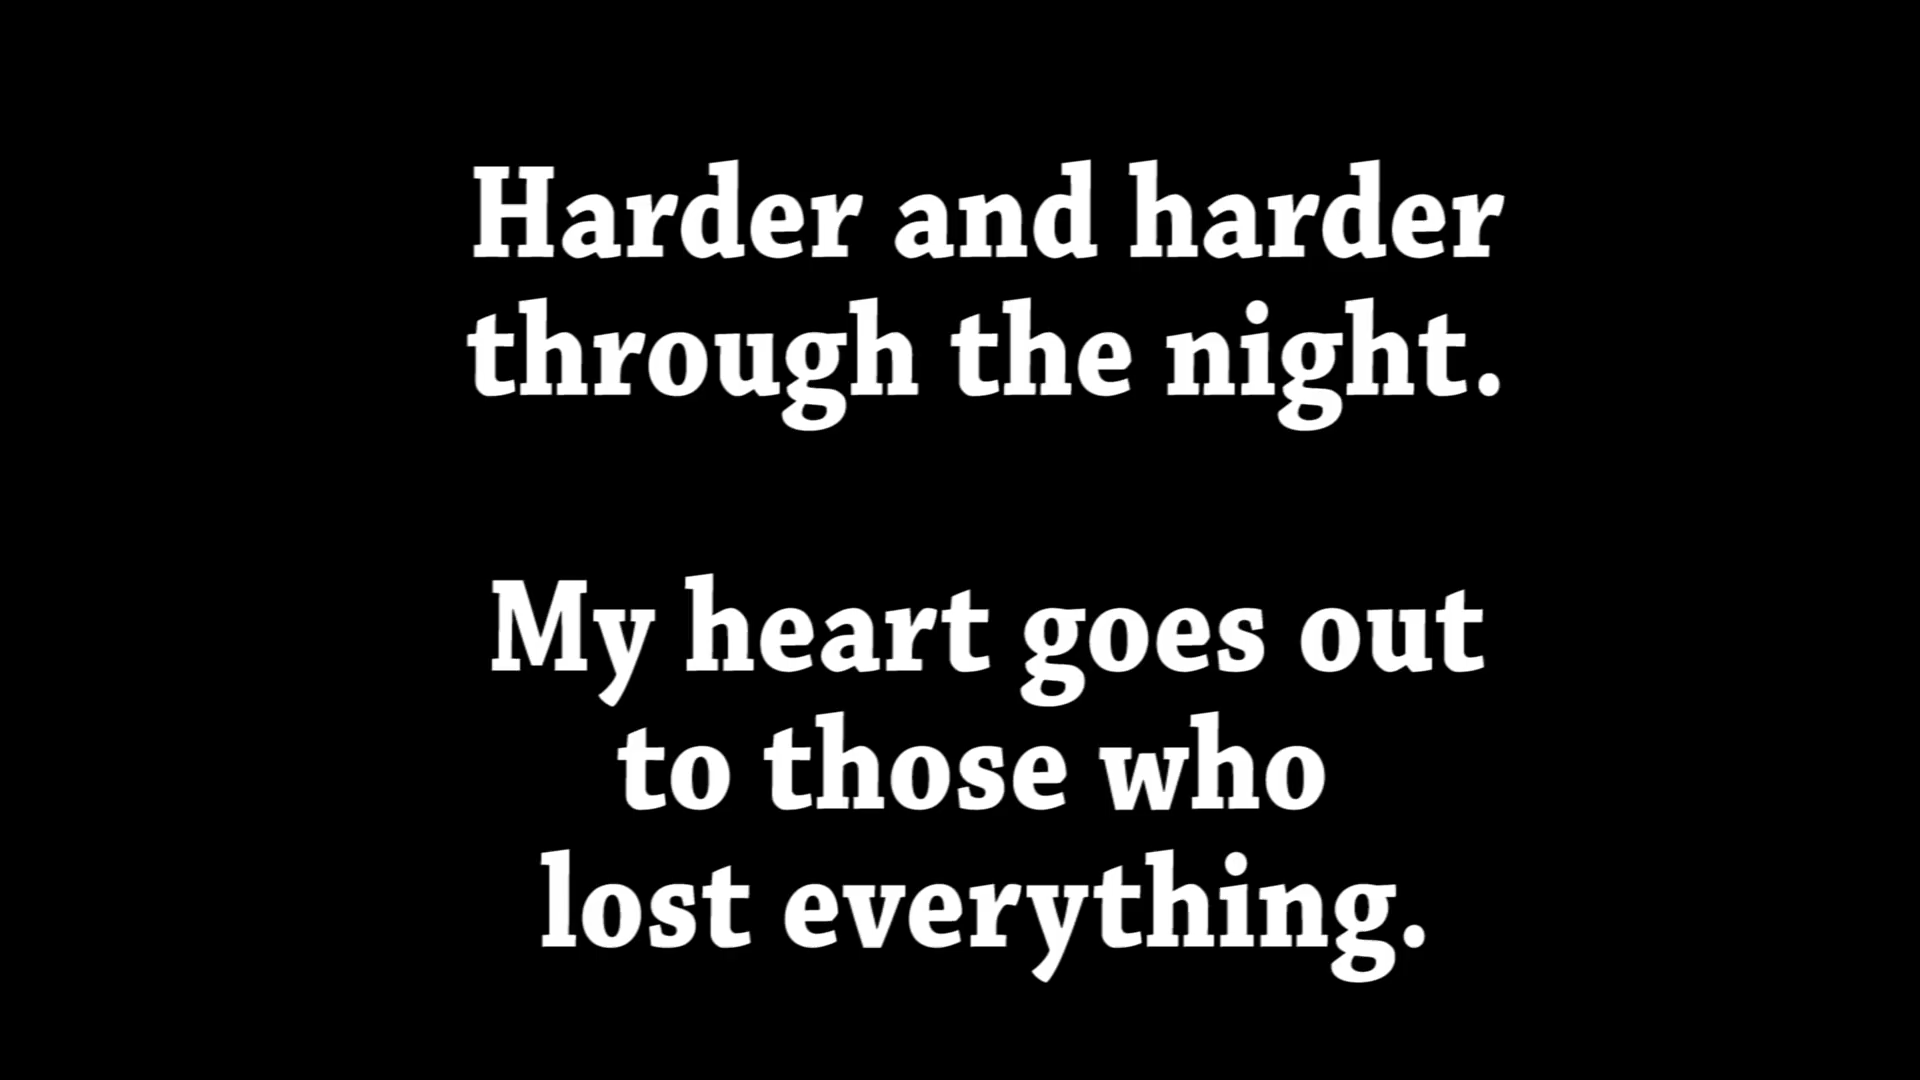 Harder and harder
through the night.
My heart goes out
to those who
lost everything.